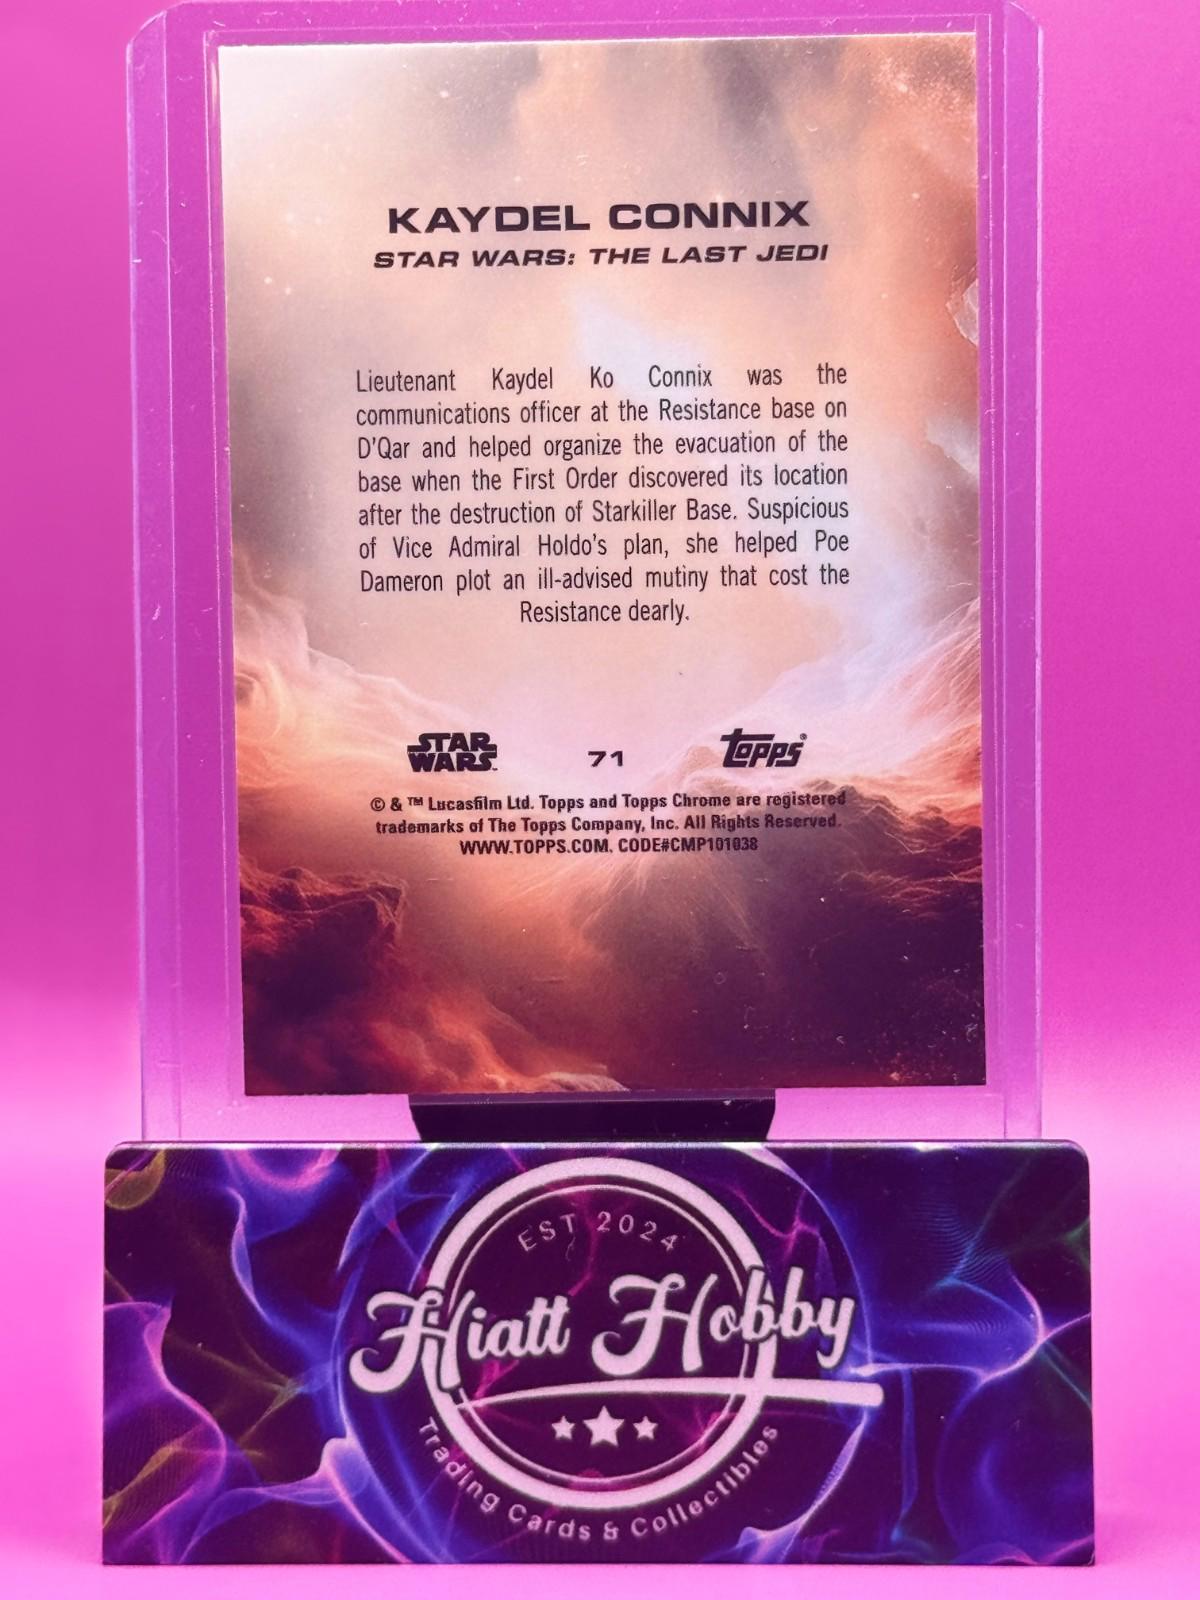 KAYDEL CONNIX
STAR WARS: THE LAST JEDI
Lieutenant Kaydel Ko Connix was the
communications officer at the Resistance base on
D'Qar and helped organize the evacuation of the
base when the First Order discovered its location
after the destruction of Starkiller Base. Suspicious
of Vice Admiral Holdo's plan, she helped Poe
Dameron plot an ill-advised mutiny that cost the
Resistance dearly.
STAR
WARS™
71
Topps®
© & ™ Lucasfilm Ltd. Topps and Topps Chrome are registered
trademarks of The Topps Company, Inc. All Rights Reserved.
WWW.TOPPS.COM. CODE#CMP101038
EST 2024
Hiatt Hobby
Trading Cards & Collectibles